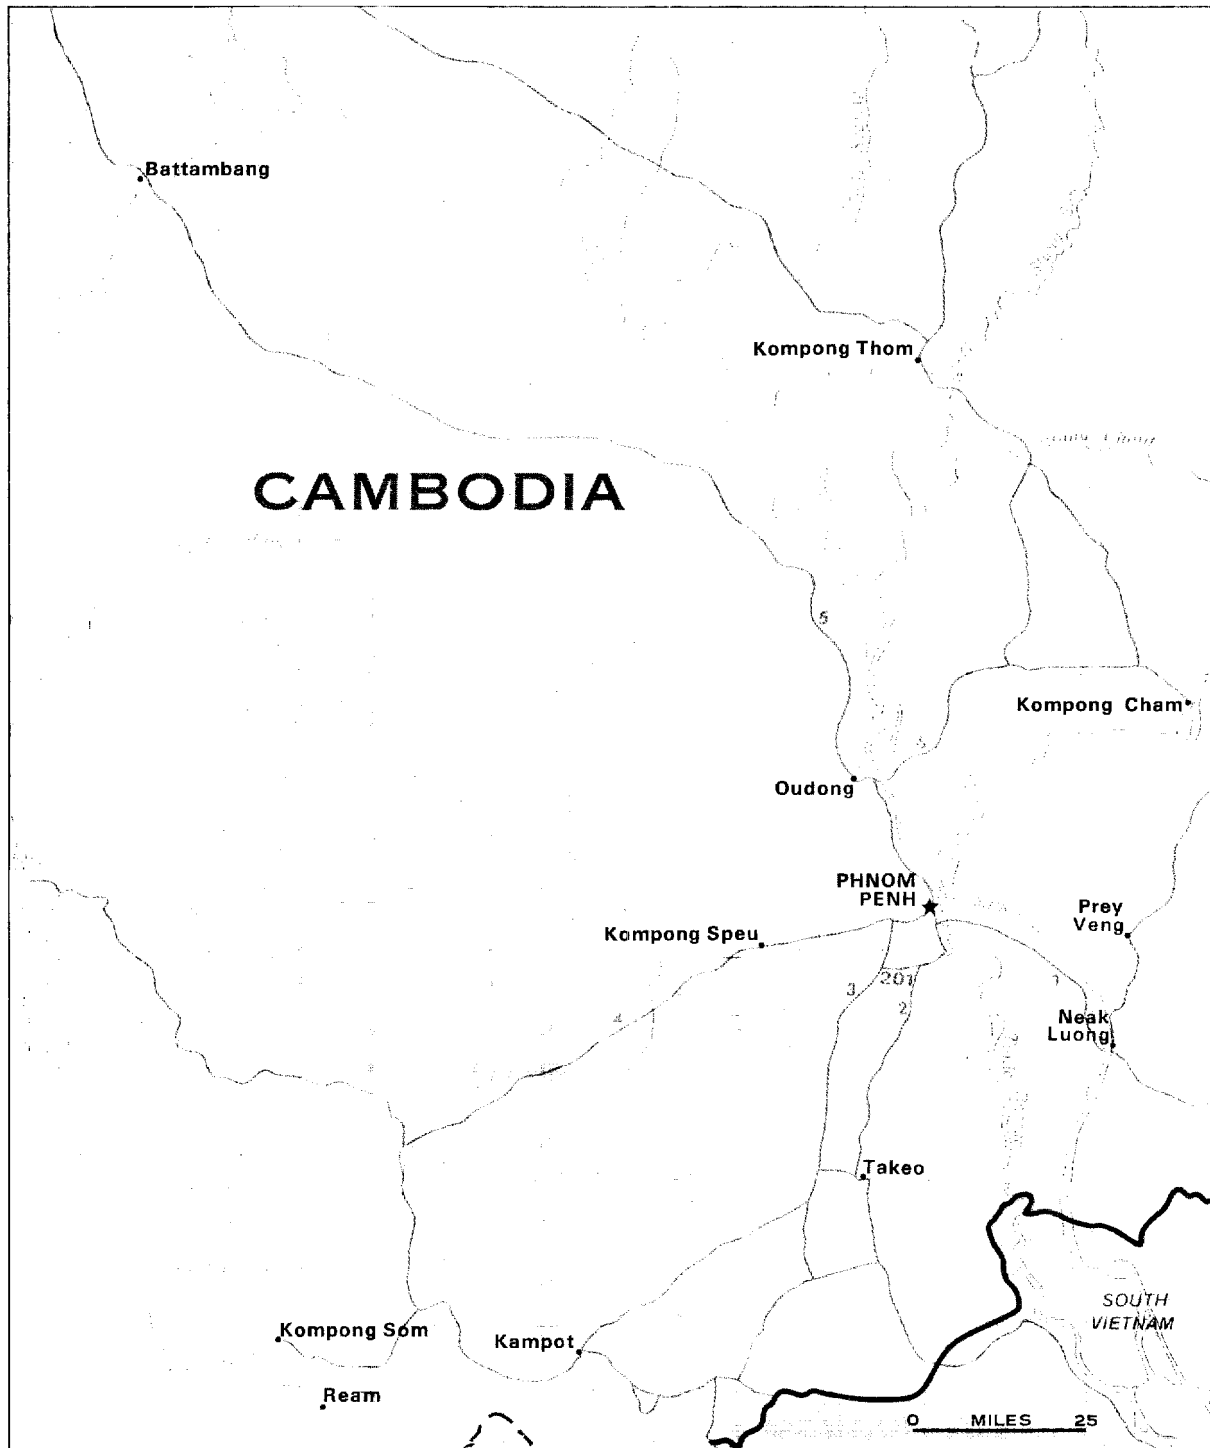 Battambang
Kompong Thom
CAMBODIA
5
Kompong Cham
Oudong
PHNOM
PENH
Prey
Veng
Kompong Speu
201
3
2
1
4
Neak
Luong
Takeo
SOUTH
VIETNAM
Kompong Som
Kampot
Ream
0 MILES 25